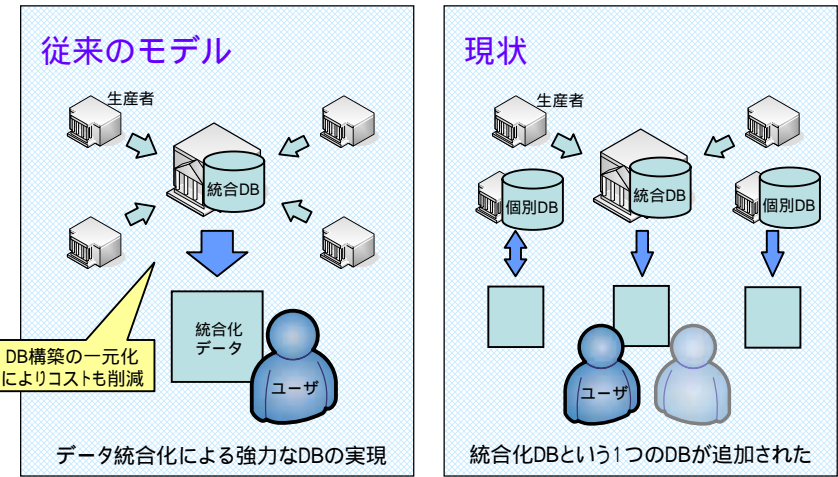 従来のモデル
生産者
統合DB
統合化
データ
ユーザ
DB構築の一元化
によりコストも削減
データ統合化による強力なDBの実現
現状
生産者
個別DB
統合DB
個別DB
ユーザ
統合化DBという1つのDBが追加された